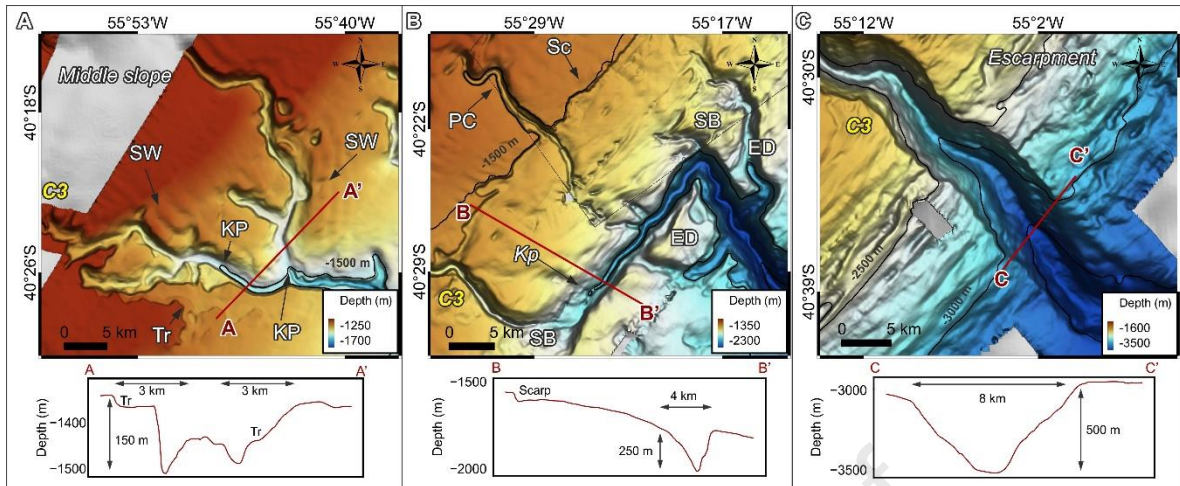 A
55°53'W
55°40'W
40°18'S
40°26'S
Middle slope
N
W E
S
SW
SW
C3
KP
A'
-1500 m
Tr
A
KP
0 5 km
Depth (m)
-1250
-1700
B
55°29'W
55°17'W
40°22'S
40°29'S
Sc
N
W E
S
PC
-1500 m
SB
ED
B
ED
Kp
C3
B'
SB
0 5 km
Depth (m)
-1350
-2300
C
55°12'W
55°2'W
40°30'S
40°39'S
Escarpment
N
W E
S
C3
C'
-2500 m
C
-3000 m
0 5 km
Depth (m)
-1600
-3500
A A'
3 km 3 km
Tr
Tr
150 m
Depth (m)
-1400
-1500
B B'
-1500
Scarp
4 km
250 m
Depth (m)
-2000
C C'
-3000
8 km
500 m
Depth (m)
-3500
f